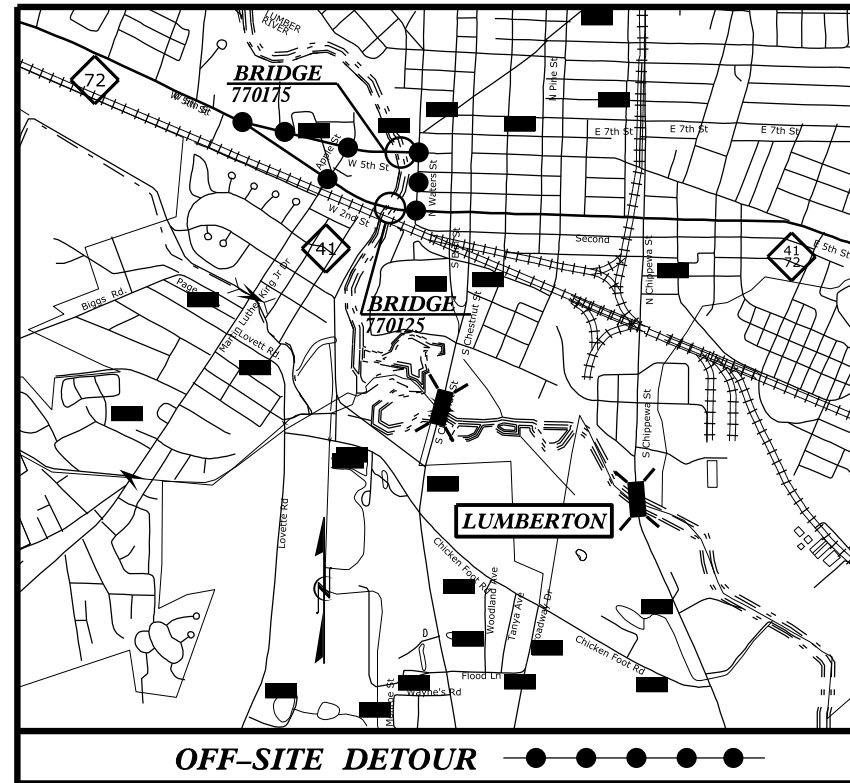 LUMBER
RIVER
BRIDGE
770175
72
W 5th St
N Pine St
E 7th St
E 7th St
E 7th St
Apple St
W 5th St
N Waters St
W 2nd St
41
Second
S Elm St
N Chippewa St
41
72
E 5th St
Page
Biggs Rd.
Martin Luther King Jr Dr
Lovett Rd.
BRIDGE
770125
S Chestnut St
S Chippewa St
LUMBERTON
Lovette Rd
Chicken Foot Rd
Woodland Ave
Tanya Ave
Chicken Foot Rd
Flood Ln
Wayne's Rd
OFF-SITE DETOUR